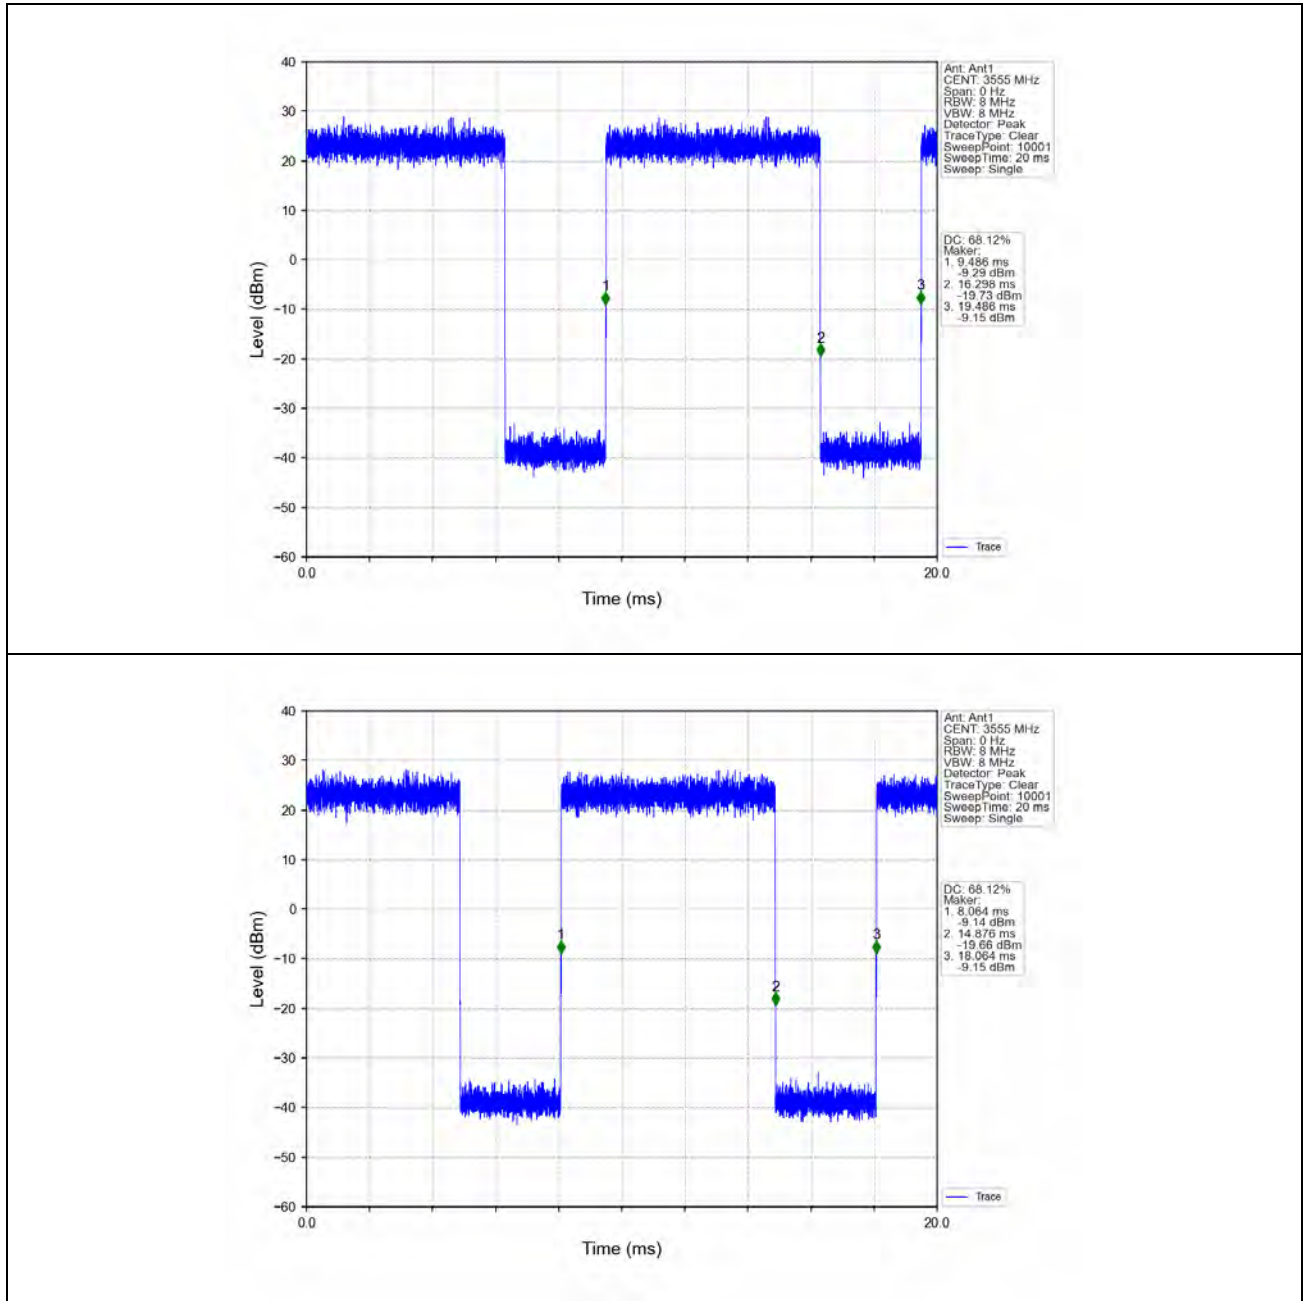 40
30
20
10
0
−10
−20
−30
−40
−50
−60
Level (dBm)
0.0
20.0
Time (ms)
1
2
3
Ant: Ant1
CENT: 3555 MHz
Span: 0 Hz
RBW: 8 MHz
VBW: 8 MHz
Detector: Peak
TraceType: Clear
SweepPoint: 10001
SweepTime: 20 ms
Sweep: Single
DC: 68.12%
Maker:
1. 9.486 ms
-9.29 dBm
2. 16.298 ms
-19.73 dBm
3. 19.486 ms
-9.15 dBm
Trace
40
30
20
10
0
−10
−20
−30
−40
−50
−60
Level (dBm)
0.0
20.0
Time (ms)
1
2
3
Ant: Ant1
CENT: 3555 MHz
Span: 0 Hz
RBW: 8 MHz
VBW: 8 MHz
Detector: Peak
TraceType: Clear
SweepPoint: 10001
SweepTime: 20 ms
Sweep: Single
DC: 68.12%
Maker:
1. 8.064 ms
-9.14 dBm
2. 14.876 ms
-19.66 dBm
3. 18.064 ms
-9.15 dBm
Trace